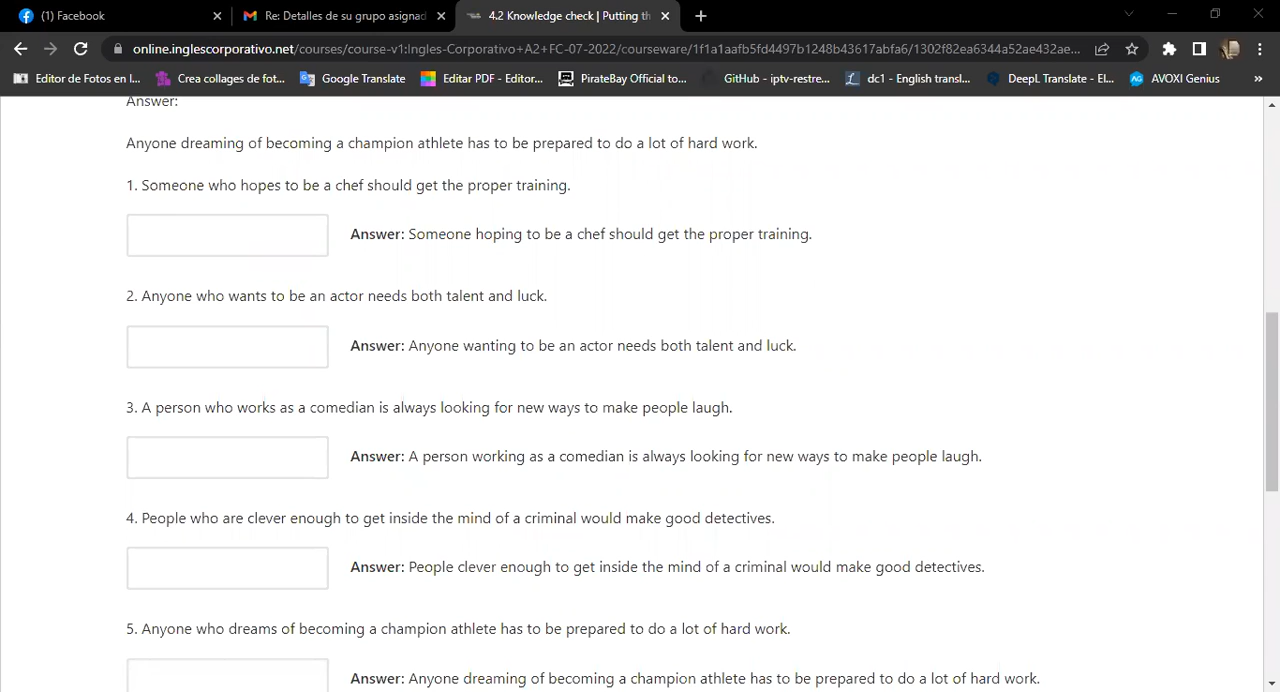 (1) Facebook
Re: Detalles de su grupo asignad
4.2 Knowledge check | Putting th
online.inglescorporativo.net/courses/course-v1:Ingles-Corporativo+A2+FC-07-2022/courseware/1f1a1aafb5fd4497b1248b43617abfa6/1302f82ea6344a52ae432ae...
Editor de Fotos en l... Crea collages de fot... Google Translate Editar PDF - Editor... PirateBay Official to... GitHub - iptv-restre... dc1 - English transl... DeepL Translate - El... AVOXI Genius »
Answer:
Anyone dreaming of becoming a champion athlete has to be prepared to do a lot of hard work.
1. Someone who hopes to be a chef should get the proper training.
Answer: Someone hoping to be a chef should get the proper training.
2. Anyone who wants to be an actor needs both talent and luck.
Answer: Anyone wanting to be an actor needs both talent and luck.
3. A person who works as a comedian is always looking for new ways to make people laugh.
Answer: A person working as a comedian is always looking for new ways to make people laugh.
4. People who are clever enough to get inside the mind of a criminal would make good detectives.
Answer: People clever enough to get inside the mind of a criminal would make good detectives.
5. Anyone who dreams of becoming a champion athlete has to be prepared to do a lot of hard work.
Answer: Anyone dreaming of becoming a champion athlete has to be prepared to do a lot of hard work.